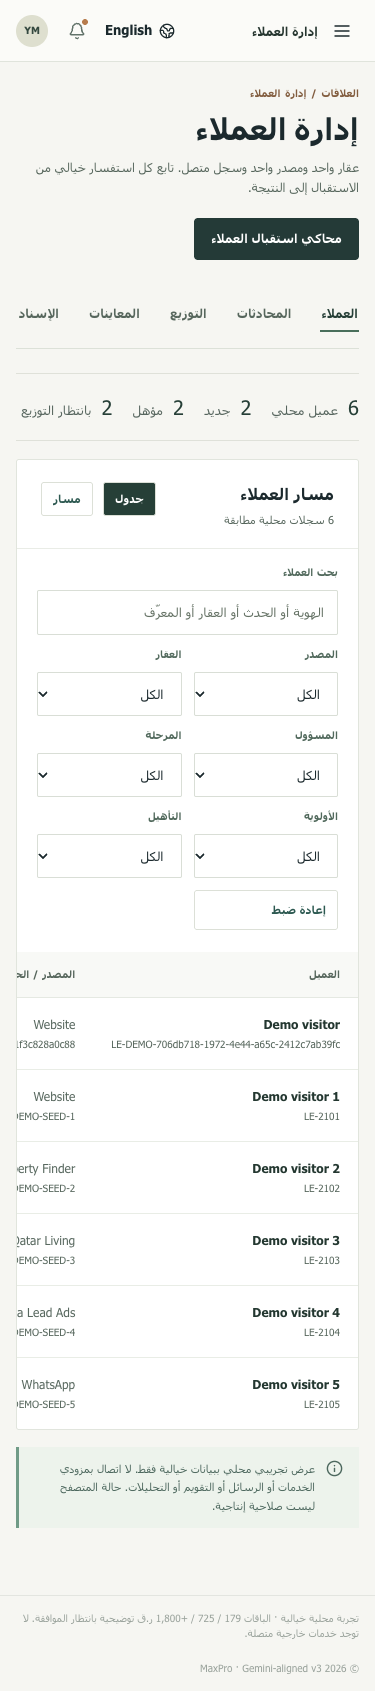 إدارة العملاء
English
YM
العلاقات / إدارة العملاء
إدارة العملاء
عقار واحد ومصدر واحد وسجل متصل. تابع كل استفسار خيالي من
الاستقبال إلى النتيجة.
محاكي استقبال العملاء
العملاء المحادثات التوزيع المعاينات الإسناد
6 عميل محلي 2 جديد 2 مؤهل 2 بانتظار التوزيع
مسار العملاء
6 سجلات محلية مطابقة
جدول مسار
بحث العملاء
الهوية أو الحدث أو العقار أو المعرّف
المصدر العقار
الكل الكل
المسؤول المرحلة
الكل الكل
الأولوية التأهيل
الكل الكل
إعادة ضبط
العميل المصدر /
Demo visitor Website
LE-DEMO-706db718-1972-4e44-a65c-2412c7ab39fc 1f3c828a0c88
Demo visitor 1 Website
LE-2101 DEMO-SEED-1
Demo visitor 2 perty Finder
LE-2102 DEMO-SEED-2
Demo visitor 3 Qatar Living
LE-2103 DEMO-SEED-3
Demo visitor 4 a Lead Ads
LE-2104 DEMO-SEED-4
Demo visitor 5 WhatsApp
LE-2105 DEMO-SEED-5
عرض تجريبي محلي ببيانات خيالية فقط. لا اتصال بمزودي
الخدمات أو الرسائل أو التقويم أو التحليلات. حالة المتصفح
ليست صلاحية إنتاجية.
تجربة محلية خيالية · الباقات 179 / 725 / +1,800 ر.ق توضيحية بانتظار الموافقة. لا
توجد خدمات خارجية متصلة.
© 2026 MaxPro · Gemini-aligned v3